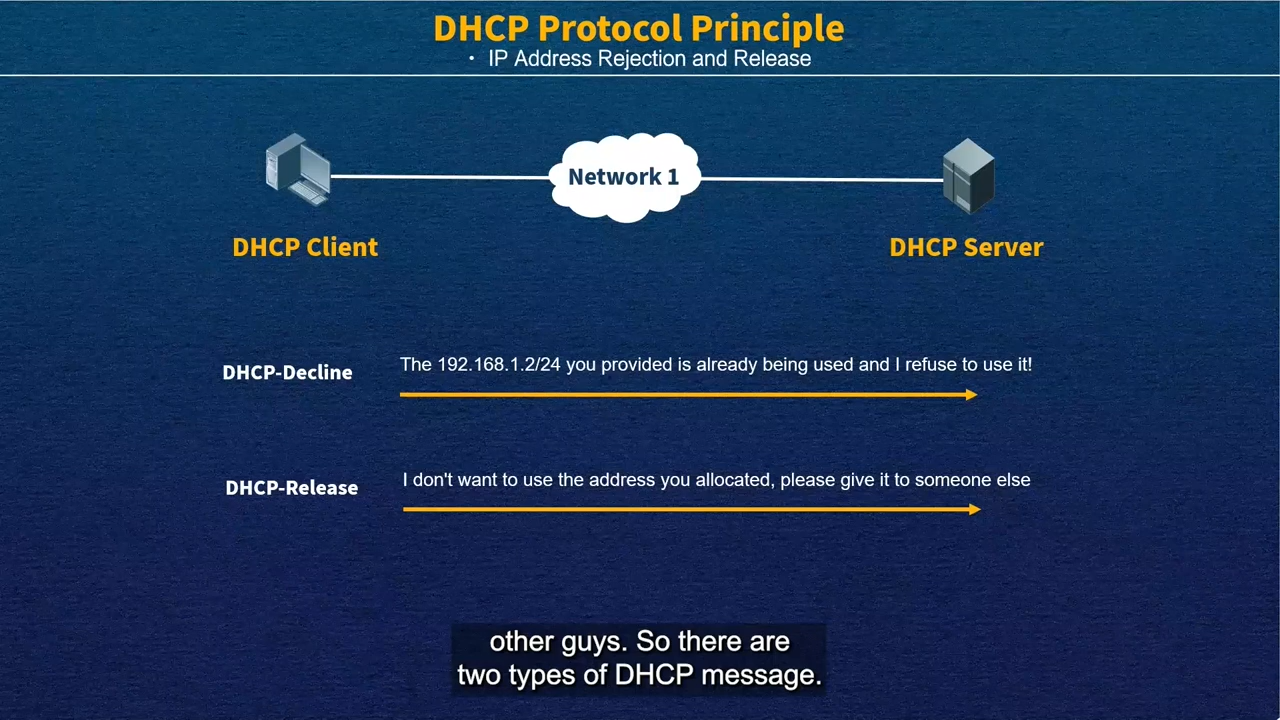 DHCP Protocol Principle
• IP Address Rejection and Release
Network 1
DHCP Client
DHCP Server
DHCP-Decline
The 192.168.1.2/24 you provided is already being used and I refuse to use it!
DHCP-Release
I don't want to use the address you allocated, please give it to someone else
other guys. So there are
two types of DHCP message.